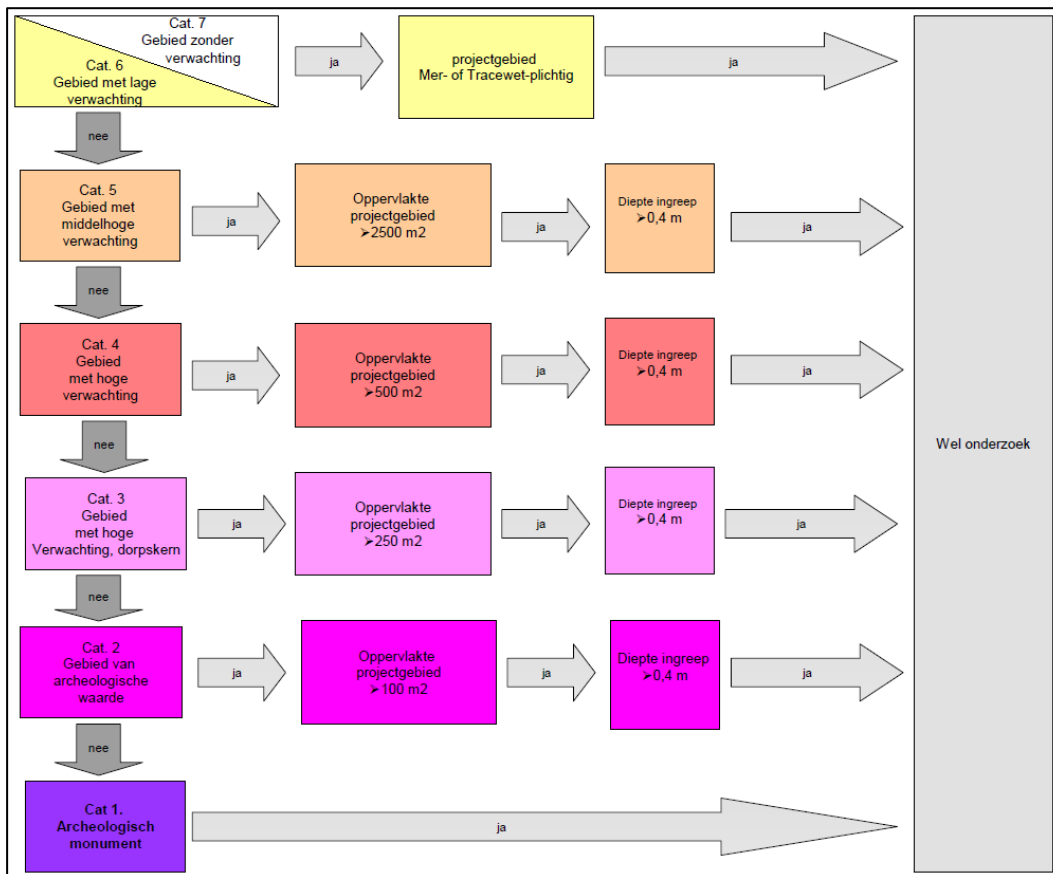 Cat. 7
Gebied zonder
verwachting
Cat. 6
Gebied met lage
verwachting
ja
projectgebied
Mer- of Tracewet-plichtig
ja
nee
Cat. 5
Gebied met
middelhoge
verwachting
ja
Oppervlakte
projectgebied
➢2500 m2
ja
Diepte ingreep
➢0,4 m
ja
nee
Cat. 4
Gebied
met hoge
verwachting
ja
Oppervlakte
projectgebied
➢500 m2
ja
Diepte ingreep
➢0,4 m
ja
nee
Cat. 3
Gebied
met hoge
Verwachting, dorpskern
ja
Oppervlakte
projectgebied
➢250 m2
ja
Diepte ingreep
➢0,4 m
ja
nee
Cat. 2
Gebied van
archeologische
waarde
ja
Oppervlakte
projectgebied
➢100 m2
ja
Diepte ingreep
➢0,4 m
ja
nee
Cat 1.
Archeologisch
monument
ja
Wel onderzoek